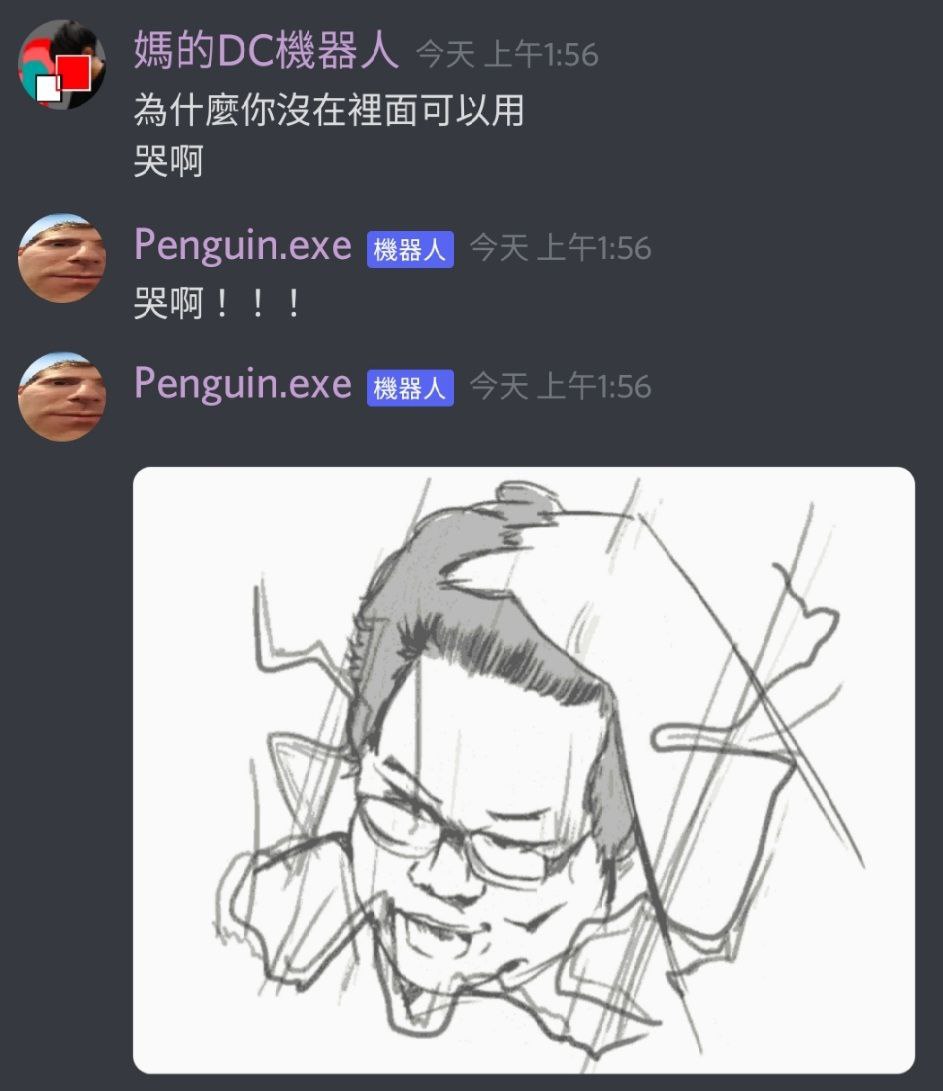 媽的DC機器人 今天 上午1:56
為什麼你沒在裡面可以用
哭啊
Penguin.exe 機器人 今天 上午1:56
哭啊！！！
Penguin.exe 機器人 今天 上午1:56